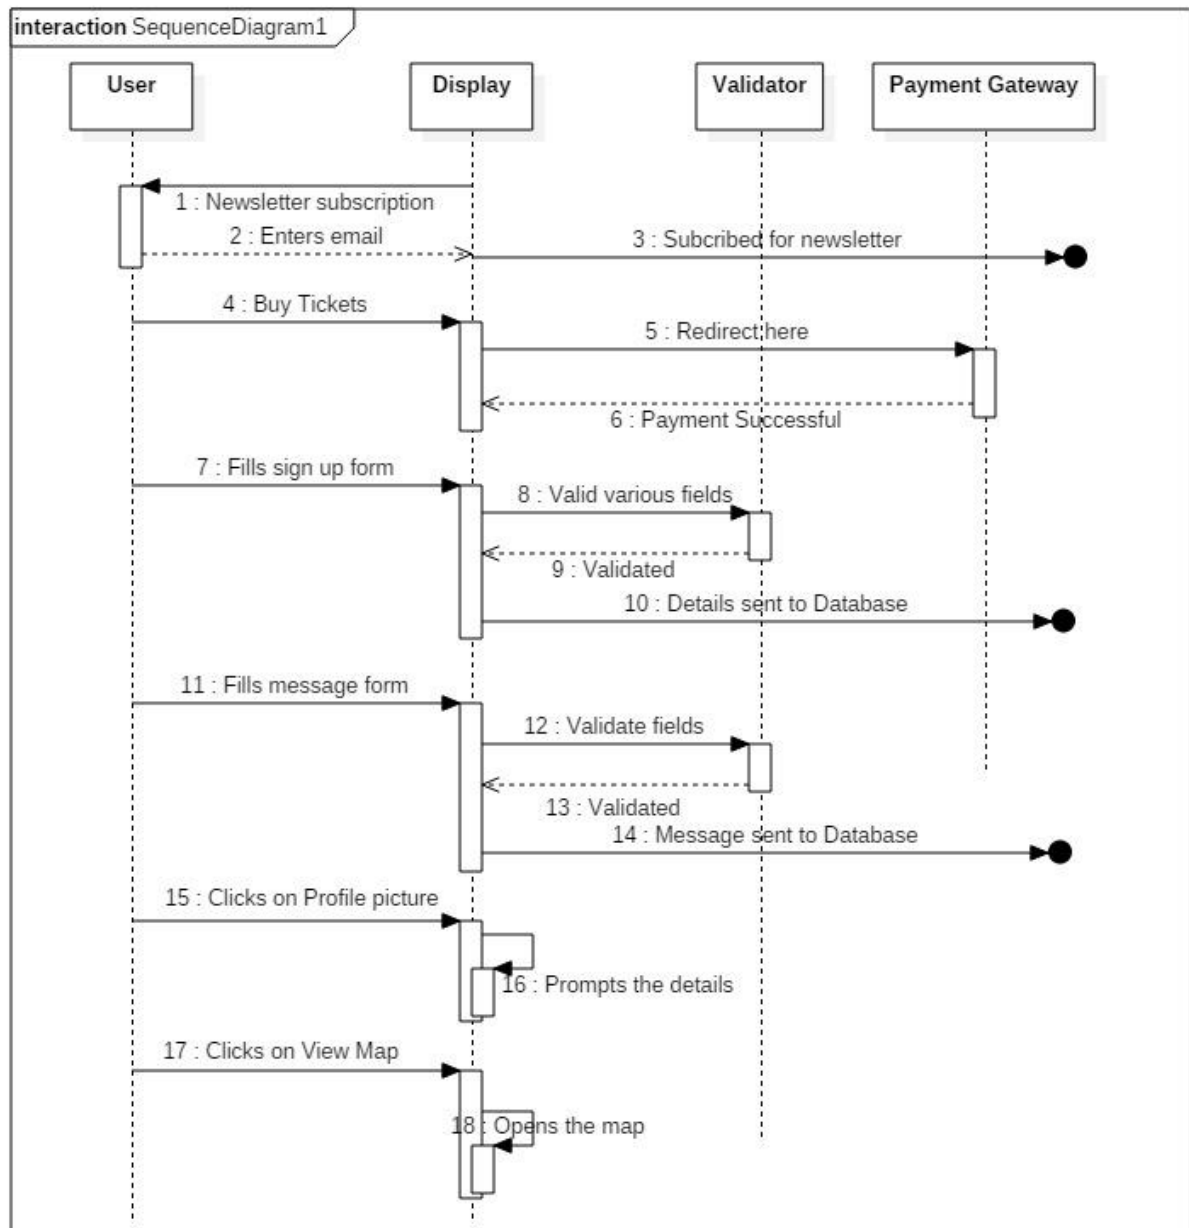 interaction SequenceDiagram1
User
Display
Validator
Payment Gateway
1 : Newsletter subscription
2 : Enters email
3 : Subcribed for newsletter
4 : Buy Tickets
5 : Redirect here
6 : Payment Successful
7 : Fills sign up form
8 : Valid various fields
9 : Validated
10 : Details sent to Database
11 : Fills message form
12 : Validate fields
13 : Validated
14 : Message sent to Database
15 : Clicks on Profile picture
16 : Prompts the details
17 : Clicks on View Map
18 : Opens the map